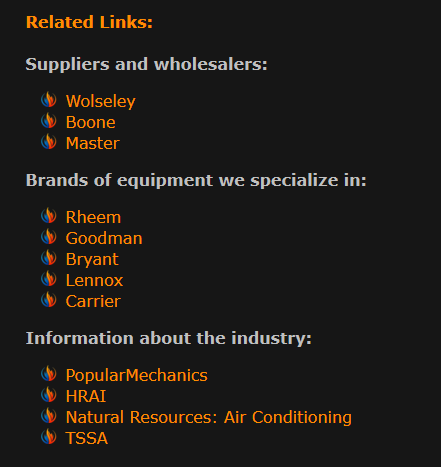 Related Links:
Suppliers and wholesalers:
Wolseley
Boone
Master
Brands of equipment we specialize in:
Rheem
Goodman
Bryant
Lennox
Carrier
Information about the industry:
PopularMechanics
HRAI
Natural Resources: Air Conditioning
TSSA